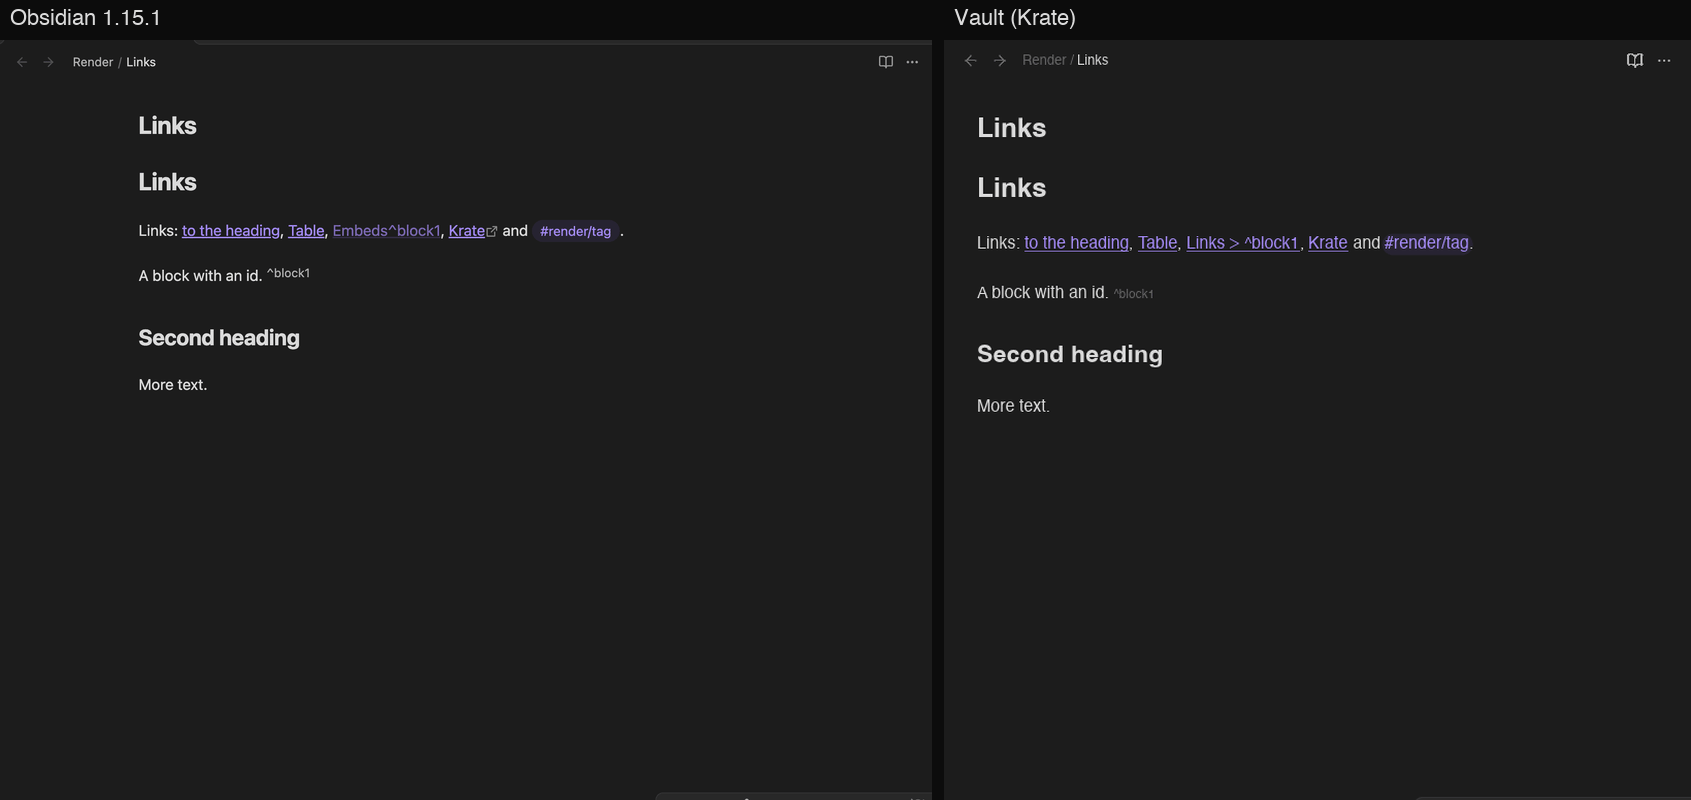 Obsidian 1.15.1
Render / Links
Links
Links
Links: to the heading, Table, Embeds^block1, Krate and #render/tag .
A block with an id. ^block1
Second heading
More text.
Vault (Krate)
Render / Links
Links
Links
Links: to the heading, Table, Links > ^block1, Krate and #render/tag.
A block with an id. ^block1
Second heading
More text.